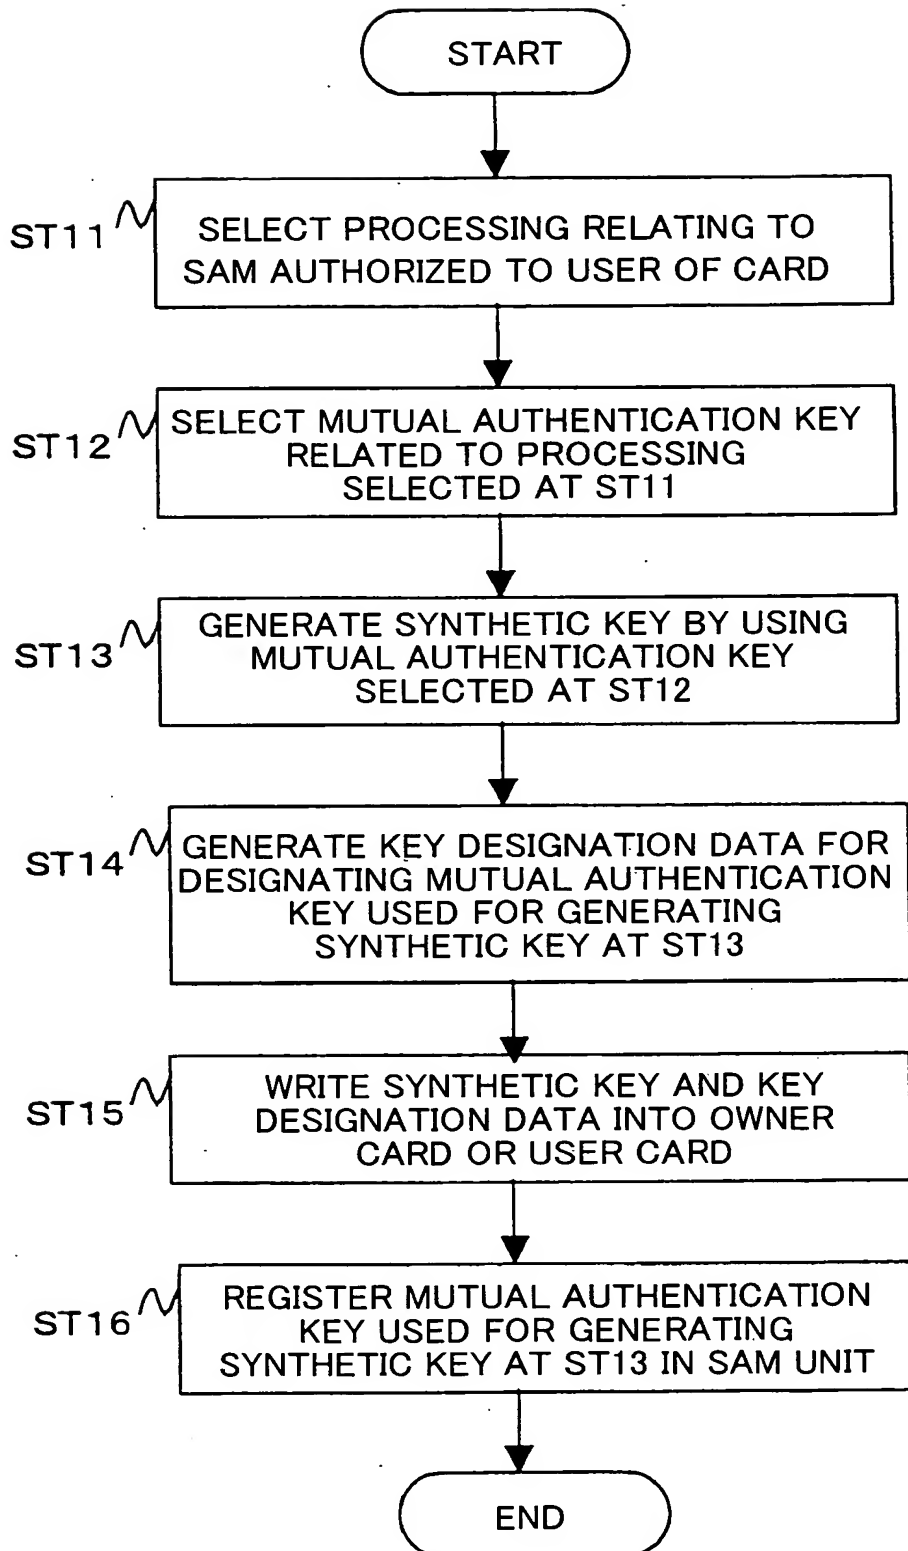 START
ST11
SELECT PROCESSING RELATING TO
SAM AUTHORIZED TO USER OF CARD
ST12
SELECT MUTUAL AUTHENTICATION KEY
RELATED TO PROCESSING
SELECTED AT ST11
ST13
GENERATE SYNTHETIC KEY BY USING
MUTUAL AUTHENTICATION KEY
SELECTED AT ST12
ST14
GENERATE KEY DESIGNATION DATA FOR
DESIGNATING MUTUAL AUTHENTICATION
KEY USED FOR GENERATING
SYNTHETIC KEY AT ST13
ST15
WRITE SYNTHETIC KEY AND KEY
DESIGNATION DATA INTO OWNER
CARD OR USER CARD
ST16
REGISTER MUTUAL AUTHENTICATION
KEY USED FOR GENERATING
SYNTHETIC KEY AT ST13 IN SAM UNIT
END